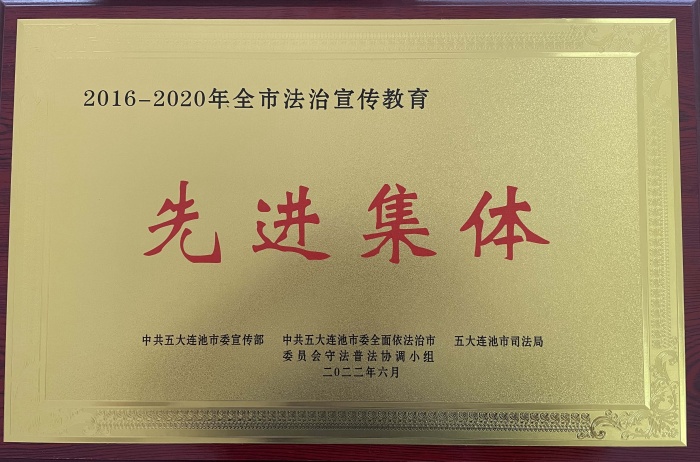 2016-2020年全市法治宣传教育
先进集体
中共五大连池市委宣传部 中共五大连池市委全面依法治市 五大连池市司法局
委员会守法普法协调小组
二〇二二年六月